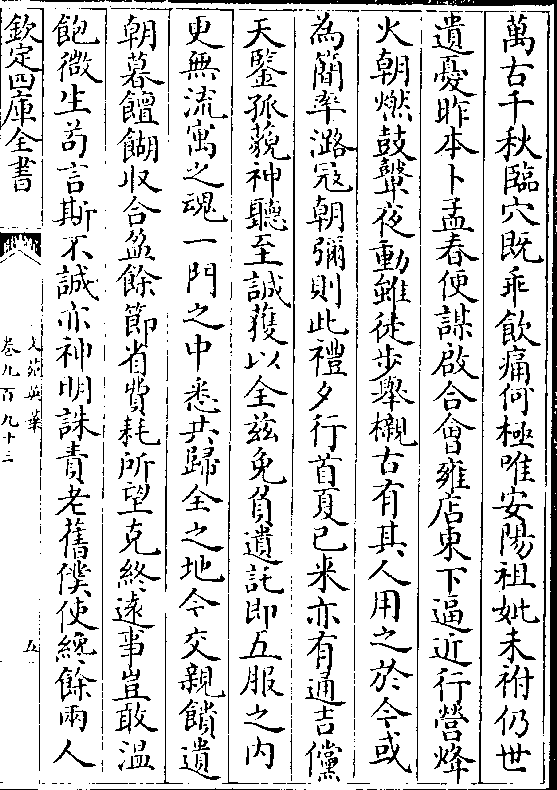 萬古千秋臨穴既乖飲痛何極唯安陽祖妣未祔仍世
遺憂昨本卜孟春便謀啟合會雍店東下逼近行營烽
火朝燃鼓鼙夜動雖徒步舉櫬古有其人用之於今或
為簡率潞宼朝彌則此禮夕行首夏已来亦有通吉儻
天鑒孤藐神聽至誠獲以全兹免負遺託即五服之内
更無流寓之魂一門之中悉共歸全之地今交親饋遺
朝暮饘餬收合盈餘節省費耗所望克終遠事豈敢温
飽微生茍言斯不誠亦神明誅責老舊僕使纔餘兩人
欽定四庫全書
文苑英華
卷九百九十三
五